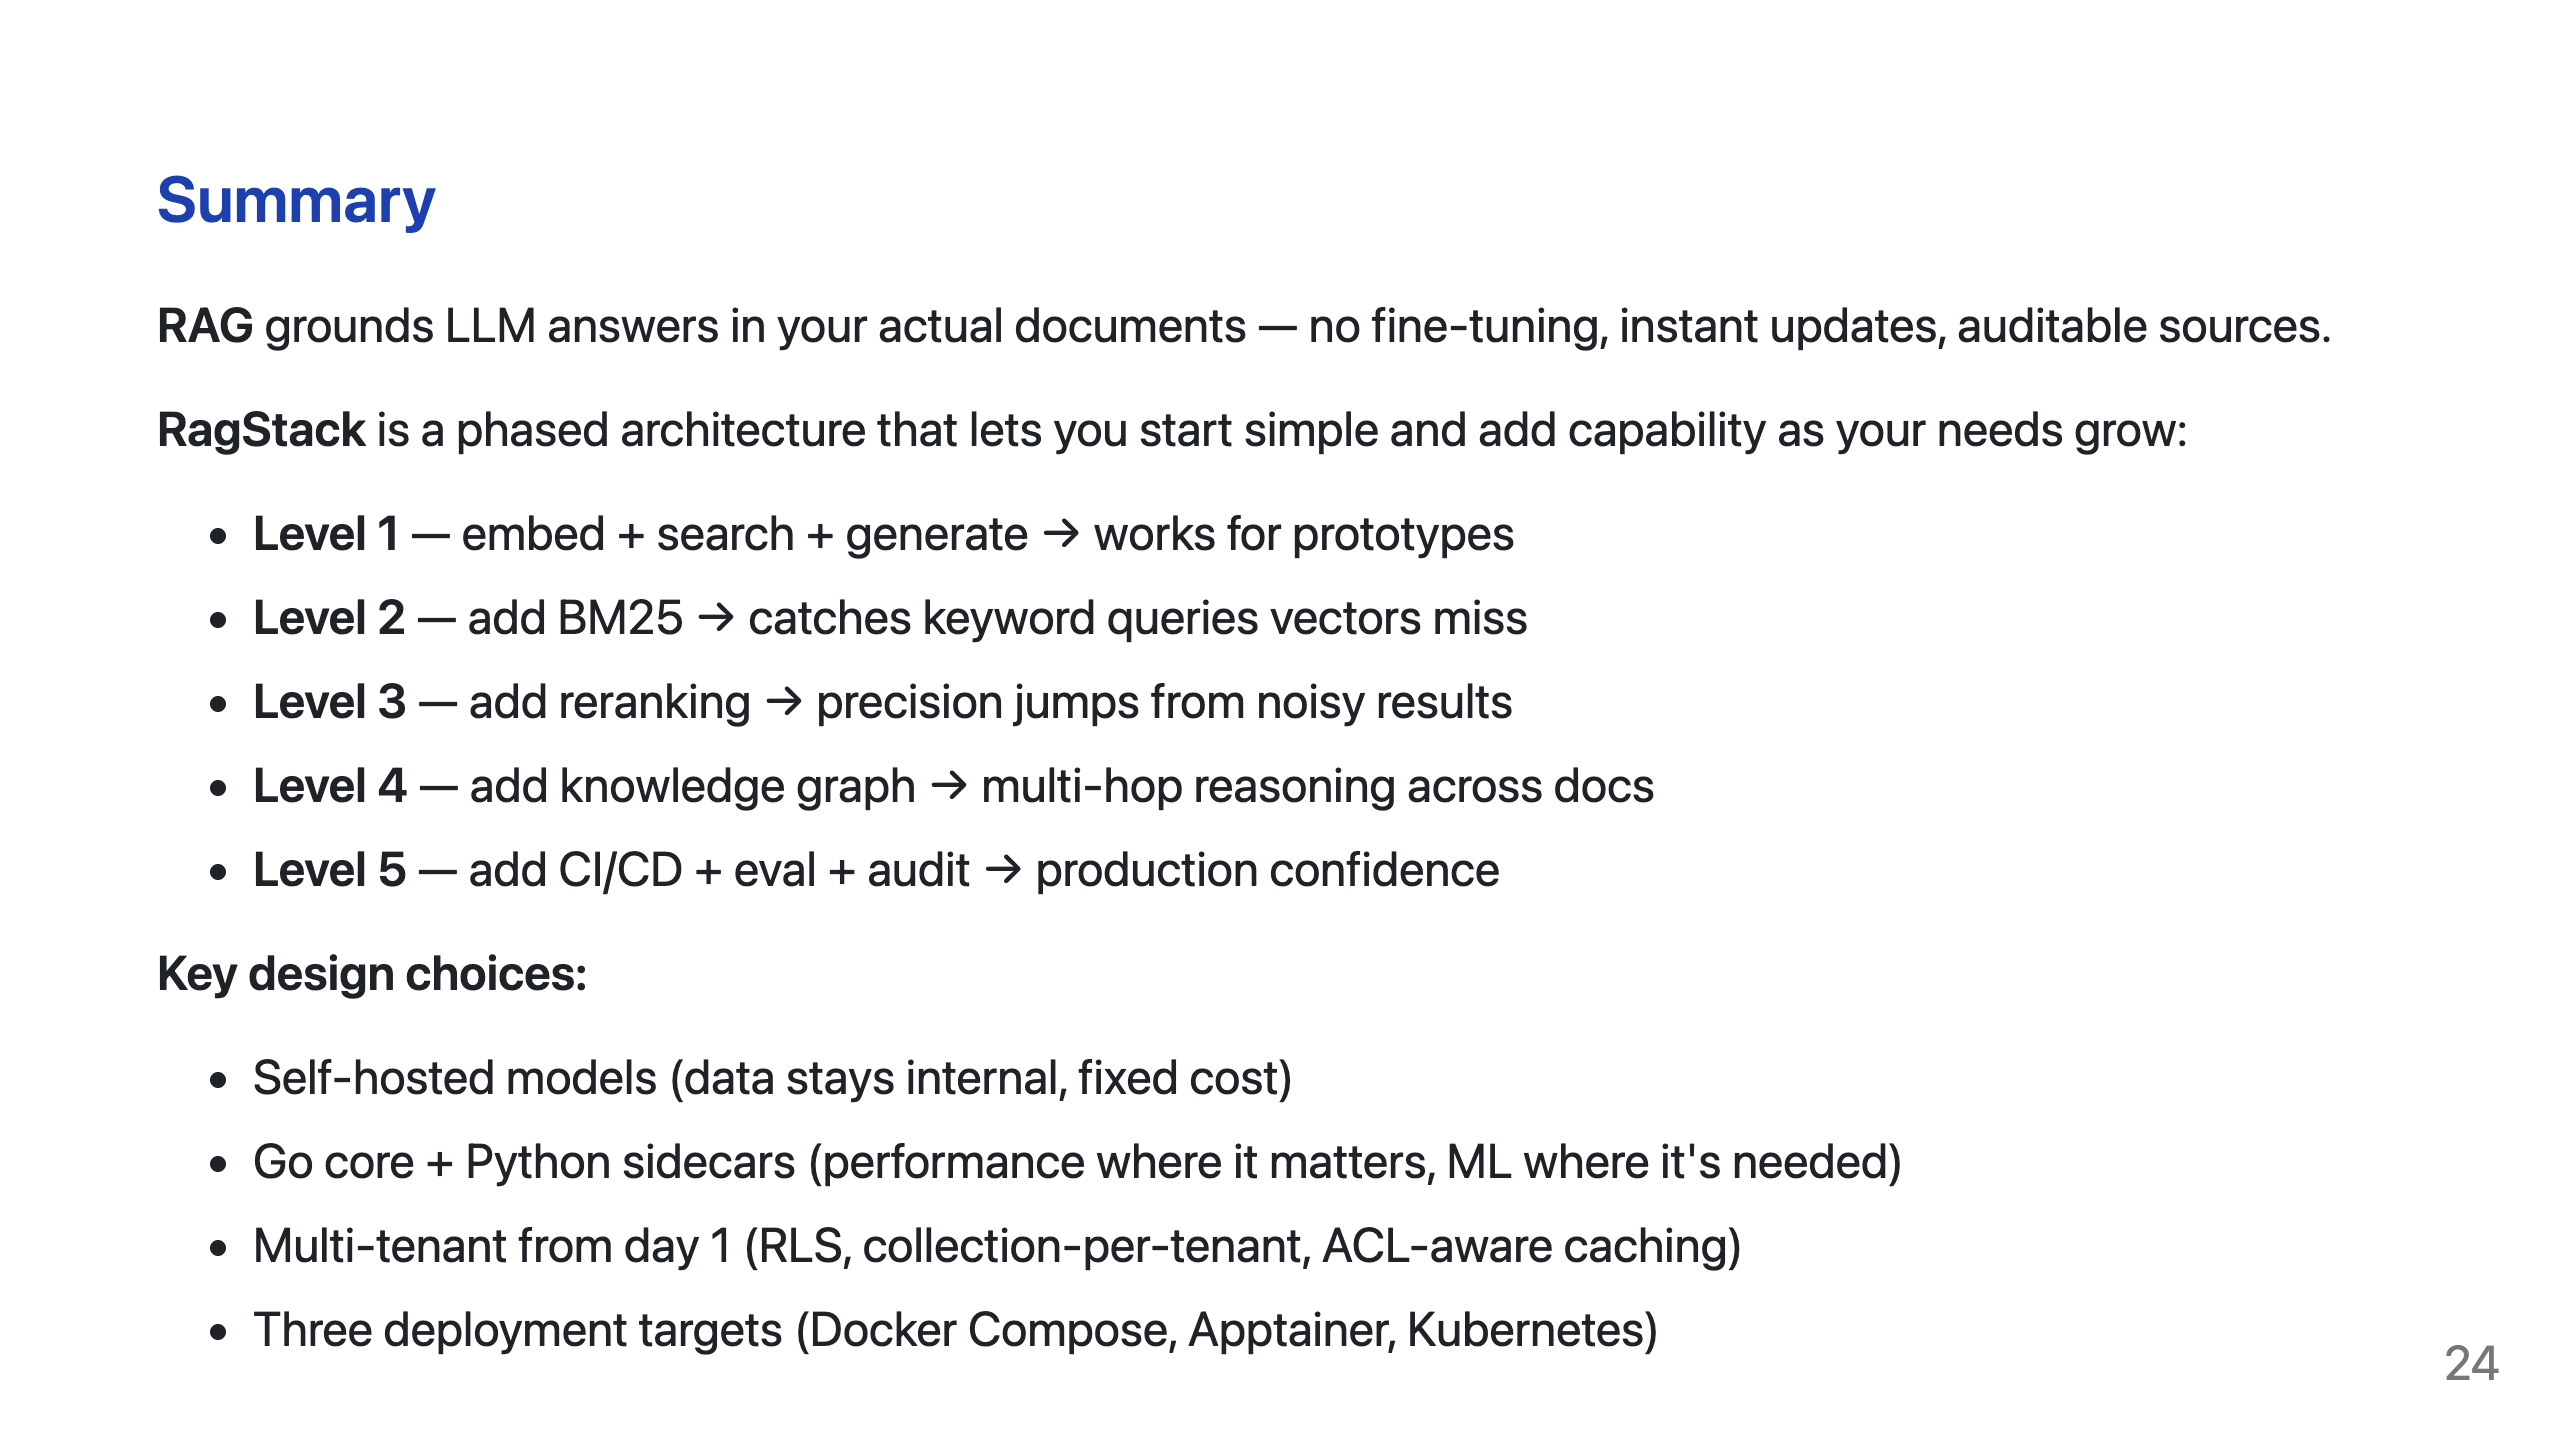 Summary
RAG grounds LLM answers in your actual documents — no fine-tuning, instant updates, auditable sources.
RagStack is a phased architecture that lets you start simple and add capability as your needs grow:
• Level 1 — embed + search + generate → works for prototypes
• Level 2 — add BM25 → catches keyword queries vectors miss
• Level 3 — add reranking → precision jumps from noisy results
• Level 4 — add knowledge graph → multi-hop reasoning across docs
• Level 5 — add CI/CD + eval + audit → production confidence
Key design choices:
• Self-hosted models (data stays internal, fixed cost)
• Go core + Python sidecars (performance where it matters, ML where it's needed)
• Multi-tenant from day 1 (RLS, collection-per-tenant, ACL-aware caching)
• Three deployment targets (Docker Compose, Apptainer, Kubernetes)
24